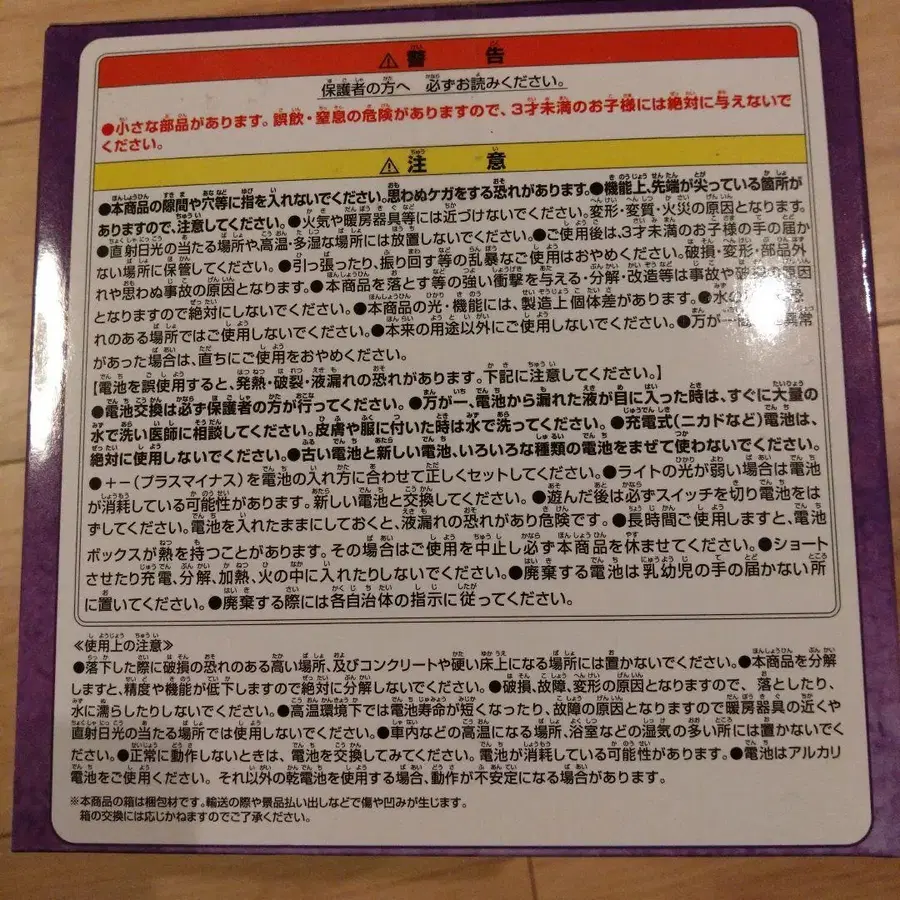 ⚠警告
保護者の方へ 必ずお読みください。
●小さな部品があります。誤飲・窒息の危険がありますので、3才未満のお子様には絶対に与えないで
ください。
⚠注意
●本商品の隙間や穴等に指を入れないでください。思わぬケガをする恐れがあります。●機能上、先端が尖っている箇所が
ありますので、注意してください。●火気や暖房器具等には近づけないでください。変形・変質・火災の原因となります。
●直射日光の当たる場所や高温・多湿な場所には放置しないでください。●ご使用後は、3才未満のお子様の手の届か
ない場所に保管してください。●引っ張ったり、振り回す等の乱暴なご使用はおやめください。破損・変形・部品外
れや思わぬ事故の原因となります。●本商品を落とす等の強い衝撃を与える・分解・改造等は事故や破損の原因
となりますので絶対にしないでください。●本商品の光・機能には、製造上個体差があります。●水の
れのある場所ではご使用しないでください。●本来の用途以外にご使用しないでください。●万が一 異常
があった場合は、直ちにご使用をおやめください。
【電池を誤使用すると、発熱・破裂・液漏れの恐れがあります。下記に注意してください。】
●電池交換は必ず保護者の方が行ってください。●万が一、電池から漏れた液が目に入った時は、すぐに大量の
水で洗い医師に相談してください。皮膚や服に付いた時は水で洗ってください。●充電式(ニカドなど)電池は、
絶対に使用しないでください。●古い電池と新しい電池、いろいろな種類の電池をまぜて使わないでください。
●+−(プラスマイナス)を電池の入れ方に合わせて正しくセットしてください。●ライトの光が弱い場合は電池
が消耗している可能性があります。新しい電池と交換してください。●遊んだ後は必ずスイッチを切り電池をは
ずしてください。電池を入れたままにしておくと、液漏れの恐れがあり危険です。●長時間ご使用しますと、電池
ボックスが熱を持つことがあります。その場合はご使用を中止し必ず本商品を休ませてください。●ショート
させたり充電、分解、加熱、火の中に入れたりしないでください。●廃棄する電池は乳幼児の手の届かない所
に置いてください。●廃棄する際には各自治体の指示に従ってください。
≪使用上の注意≫
●落下した際に破損の恐れのある高い場所、及びコンクリートや硬い床上になる場所には置かないでください。●本商品を分解
しますと、精度や機能が低下しますので絶対に分解しないでください。●破損、故障、変形の原因となりますので、落としたり、
水に濡らしたりしないでください。●高温環境下では電池寿命が短くなったり、故障の原因となりますので暖房器具の近くや
直射日光の当たる場所では使用しないでください。●車内などの高温になる場所、浴室などの湿気の多い所には置かないでくだ
さい。●正常に動作しないときは、電池を交換してみてください。電池が消耗している可能性があります。●電池はアルカリ
電池をご使用ください。それ以外の乾電池を使用する場合、動作が不安定になる場合があります。
※本商品の箱は梱包材です。輸送の際や景品払い出しなどで傷や凹みが生じます。
箱の交換には応じかねますのでご了承ください。